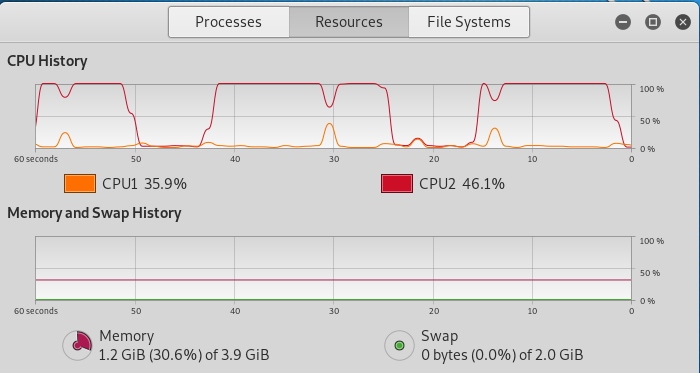 Processes Resources File Systems
CPU History
100 %
50 %
0 %
60 seconds 50 40 30 20 10 0
CPU1 35.9% CPU2 46.1%
Memory and Swap History
100 %
50 %
0 %
60 seconds 50 40 30 20 10 0
Memory Swap
1.2 GiB (30.6%) of 3.9 GiB 0 bytes (0.0%) of 2.0 GiB